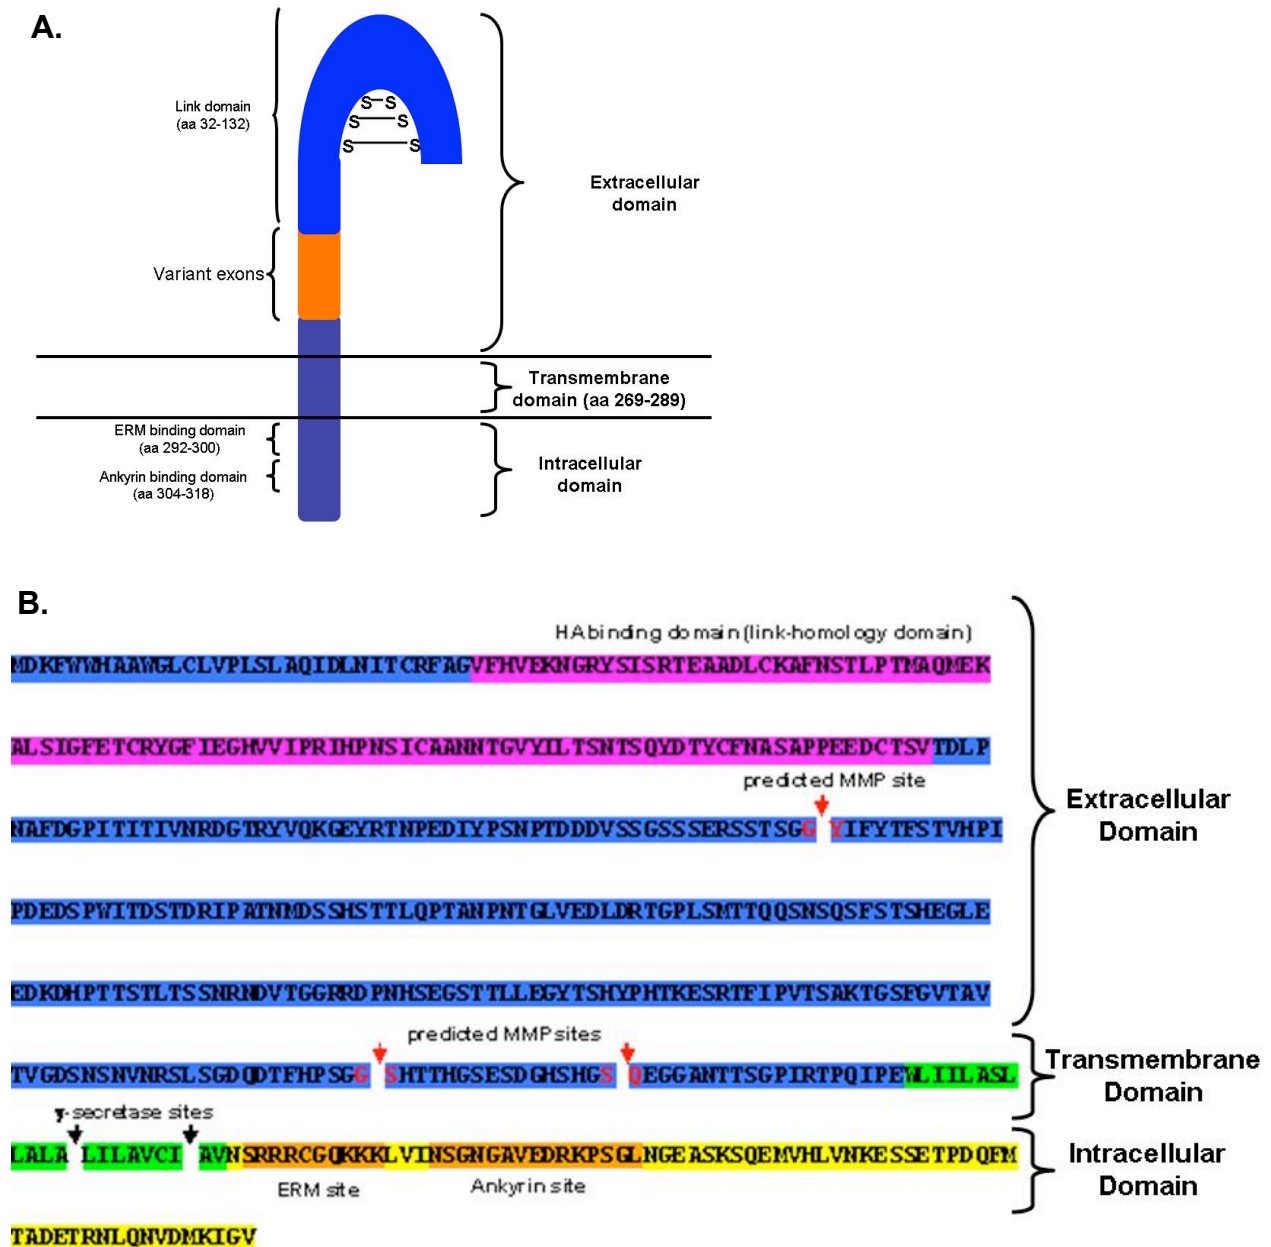 A.
Link domain
(aa 32-132)
S S
S S
S S
Extracellular
domain
Variant exons
Transmembrane
domain (aa 269-289)
ERM binding domain
(aa 292-300)
Ankyrin binding domain
(aa 304-318)
Intracellular
domain
B.
HA binding domain (link-homology domain)
MDKFWWHAAWGLCLVPLSLAQIDLNITCRFAGVFHVEKNGRYSISRTEAADLCKAFNSTLPTMAQMEK
ALSIGFETCRYGFIEGHVVIPRIHPNSICAANNTGVYILTSNTSQYDTYCFNASAPPEEDCTSVTDLP
predicted MMP site
NAFDGPITITIVNRDGTRYVQKGEYRTNPEDIYPSNPTDDDVSSGSSSERSSTSGG YIFYTFSTVHPI
PDEDSPWITDSTDRIPATNMDSSHSTTLQPTANPNTGLVEDLDRTGPLSMTTQQSNSQSFSTSHEGLE
EDKDHPTTSTLTSSNRNDVTGGRRDPNHSEGSTTLLEGYTSHYPHTKESRTFIPVTSAKTGSFGVTAV
Extracellular
Domain
predicted MMP sites
TVGDSNSNVNRSLSGDQDTFHPSGG SHTTHGSESDGHSHGS QEGGANTTSGPIRTPQIPEWLIILASL
Transmembrane
Domain
γ-secretase sites
LALA LILAVCI AVNSRRRCGQKKKLVINSGNGAVEDRKPSGLNGEASKSQEMVHLVNKESSETPDQFM
ERM site
Ankyrin site
Intracellular
Domain
TADETRNLQNVDMKIGV